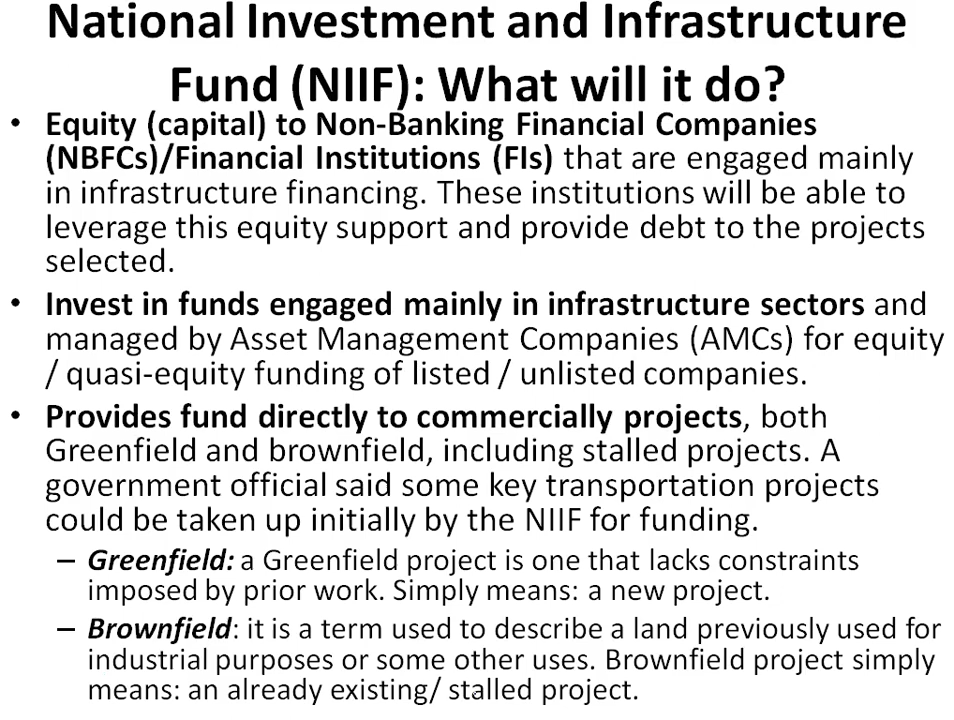 National Investment and Infrastructure
Fund (NIIF): What will it do?
• Equity (capital) to Non-Banking Financial Companies
(NBFCs)/Financial Institutions (FIs) that are engaged mainly
in infrastructure financing. These institutions will be able to
leverage this equity support and provide debt to the projects
selected.
• Invest in funds engaged mainly in infrastructure sectors and
managed by Asset Management Companies (AMCs) for equity
/ quasi-equity funding of listed / unlisted companies.
• Provides fund directly to commercially projects, both
Greenfield and brownfield, including stalled projects. A
government official said some key transportation projects
could be taken up initially by the NIIF for funding.
– Greenfield: a Greenfield project is one that lacks constraints
imposed by prior work. Simply means: a new project.
– Brownfield: it is a term used to describe a land previously used for
industrial purposes or some other uses. Brownfield project simply
means: an already existing/ stalled project.